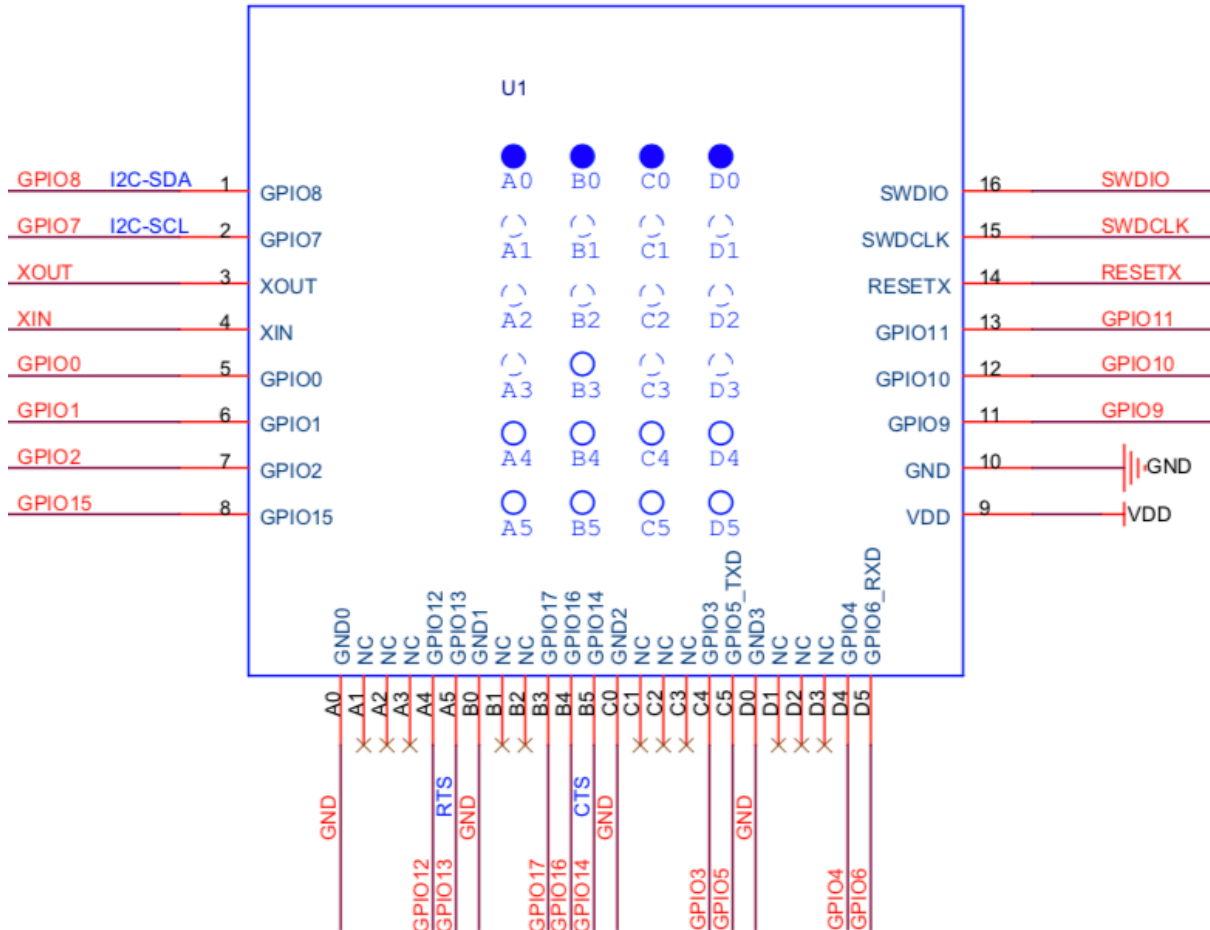 U1
A0 B0 C0 D0
A1 B1 C1 D1
A2 B2 C2 D2
A3 B3 C3 D3
A4 B4 C4 D4
A5 B5 C5 D5
GPIO8 I2C-SDA 1 GPIO8
GPIO7 I2C-SCL 2 GPIO7
XOUT 3 XOUT
XIN 4 XIN
GPIO0 5 GPIO0
GPIO1 6 GPIO1
GPIO2 7 GPIO2
GPIO15 8 GPIO15
SWDIO 16 SWDIO
SWDCLK 15 SWDCLK
RESETX 14 RESETX
GPIO11 13 GPIO11
GPIO10 12 GPIO10
GPIO9 11 GPIO9
GND 10 GND
VDD 9 VDD
GND0 A0 GND
NC A1
NC A2
NC A3
GPIO12 A4 GPIO12
GPIO13 A5 RTS GPIO13
GND1 B0 GND
NC B1
NC B2
GPIO17 B3 GPIO17
GPIO16 B4 GPIO16
GPIO14 B5 CTS GPIO14
GND2 C0 GND
NC C1
NC C2
NC C3
GPIO3 C4 GPIO3
GPIO5_TXD C5 GPIO5
GND3 D0 GND
NC D1
NC D2
NC D3
GPIO4 D4 GPIO4
GPIO6_RXD D5 GPIO6